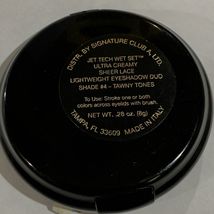 DISTR. BY SIGNATURE CLUB A, LTD.
JET TECH WET SET™
ULTRA CREAMY
SHEER LACE
LIGHTWEIGHT EYESHADOW DUO
SHADE #4 - TAWNY TONES
To Use: Stroke one or both
colors across eyelids with brush.
NET WT. .28 oz. (8g)
TAMPA, FL 33609 MADE IN ITALY